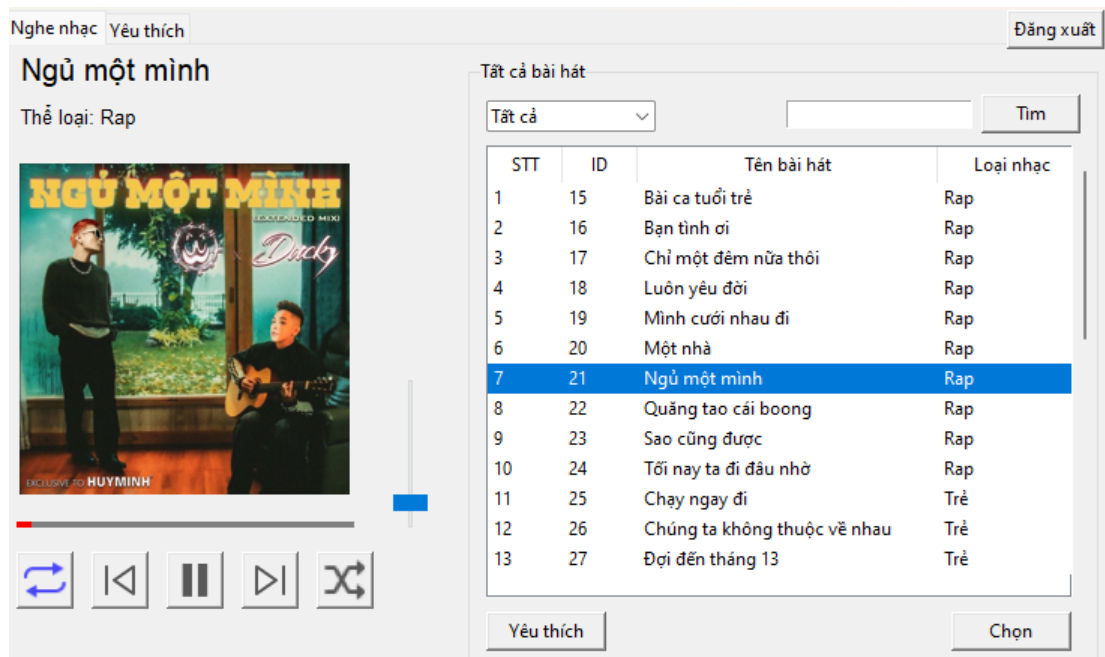 Nghe nhạc Yêu thích Đăng xuất
Ngủ một mình
Thể loại: Rap
NGỦ MỘT MÌNH
(EXTENDED MIX)
W x Ducky
EXCLUSIVE TO HUYMINH
Tất cả bài hát
Tất cả Tìm
STT ID Tên bài hát Loại nhạc
1 15 Bài ca tuổi trẻ Rap
2 16 Bạn tình ơi Rap
3 17 Chỉ một đêm nữa thôi Rap
4 18 Luôn yêu đời Rap
5 19 Mình cưới nhau đi Rap
6 20 Một nhà Rap
7 21 Ngủ một mình Rap
8 22 Quăng tao cái boong Rap
9 23 Sao cũng được Rap
10 24 Tối nay ta đi đâu nhờ Rap
11 25 Chạy ngay đi Trẻ
12 26 Chúng ta không thuộc về nhau Trẻ
13 27 Đợi đến tháng 13 Trẻ
Yêu thích Chọn